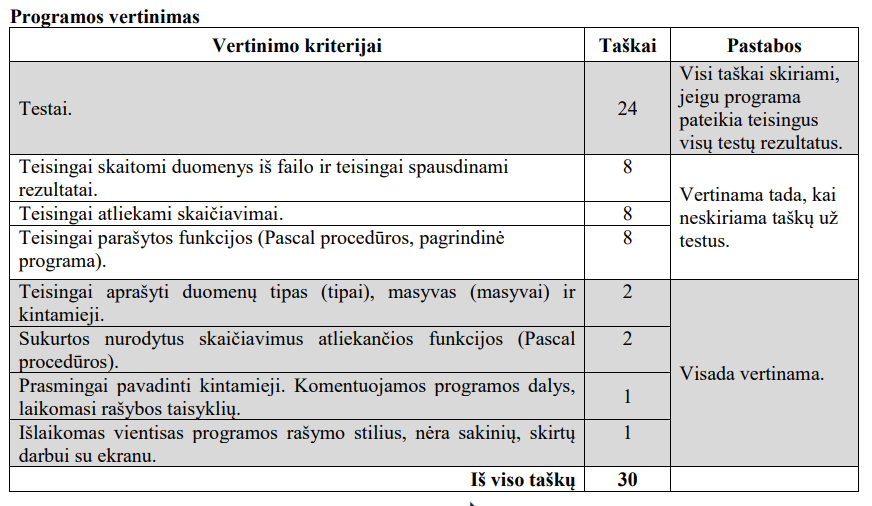 Programos vertinimas
Vertinimo kriterijai Taškai Pastabos
Testai. 24 Visi taškai skiriami,
jeigu programa
pateikia teisingus
visų testų rezultatus.
Teisingai skaitomi duomenys iš failo ir teisingai spausdinami
rezultatai.
8
Teisingai atliekami skaičiavimai. 8
Teisingai parašytos funkcijos (Pascal procedūros, pagrindinė
programa).
8
Vertinama tada, kai
neskiriama taškų už
testus.
Teisingai aprašyti duomenų tipas (tipai), masyvas (masyvai) ir
kintamieji.
2
Sukurtos nurodytus skaičiavimus atliekančios funkcijos (Pascal
procedūros).
2
Prasmingai pavadinti kintamieji. Komentuojamos programos dalys,
laikomasi rašybos taisyklių.
1
Išlaikomas vientisas programos rašymo stilius, nėra sakinių, skirtų
darbui su ekranu.
1
Visada vertinama.
Iš viso taškų 30